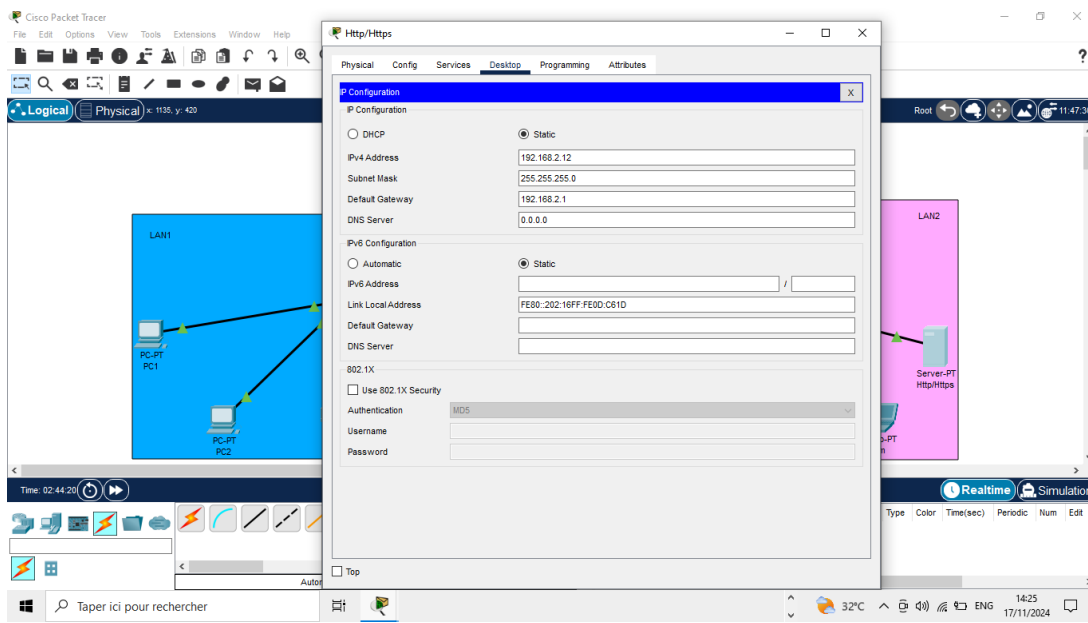 Cisco Packet Tracer
File Edit Options View Tools Extensions Window Help
Http/Https
Physical Config Services Desktop Programming Attributes
Logical Physical x: 1135, y: 420
Root 11:47:30
IP Configuration X
IP Configuration
DHCP Static
IPv4 Address 192.168.2.12
Subnet Mask 255.255.255.0
Default Gateway 192.168.2.1
DNS Server 0.0.0.0
IPv6 Configuration
Automatic Static
IPv6 Address /
Link Local Address FE80::202:16FF:FE0D:C61D
Default Gateway
DNS Server
802.1X
Use 802.1X Security
Authentication MD5
Username
Password
Top
LAN1
PC-PT
PC1
PC-PT
PC2
LAN2
Server-PT
Http/Https
-PT
Time: 02:44:20
Realtime Simulation
Type Color Time(sec) Periodic Num Edit
Taper ici pour rechercher
32°C ENG
14:25
17/11/2024